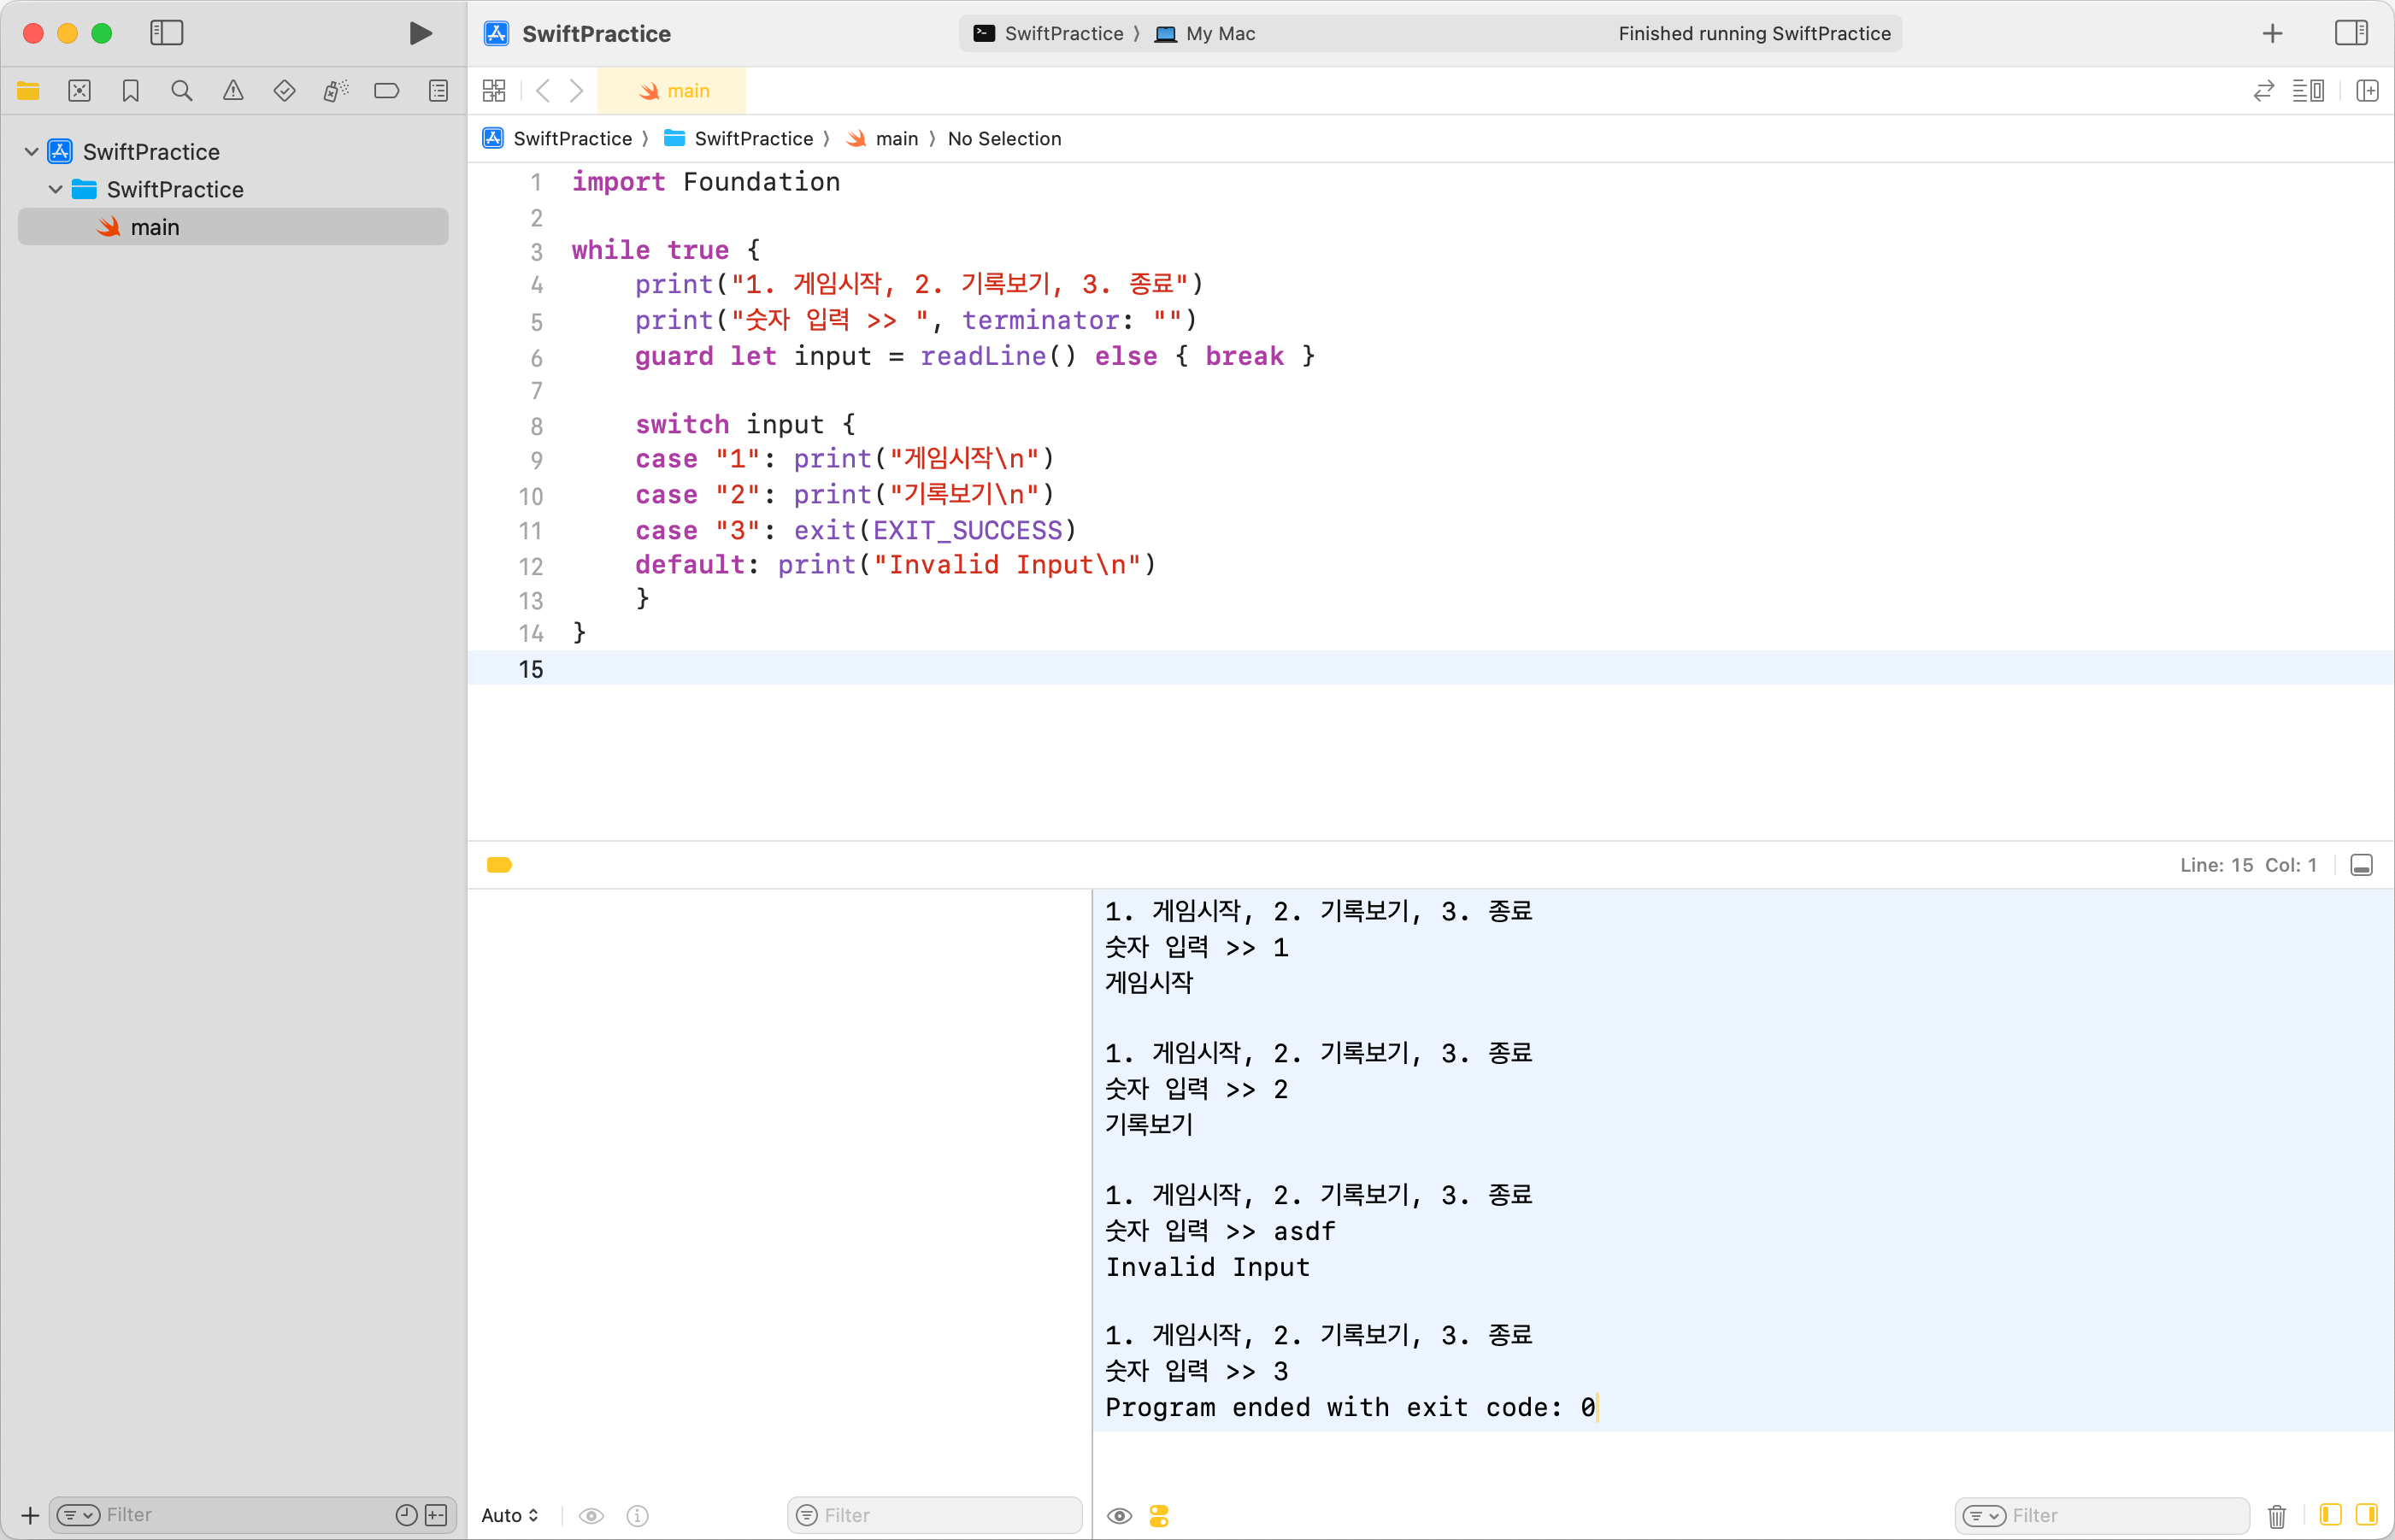 SwiftPractice
SwiftPractice 〉 My Mac
Finished running SwiftPractice
main
SwiftPractice
SwiftPractice
main
SwiftPractice 〉 SwiftPractice 〉 main 〉 No Selection
1 import Foundation
2
3 while true {
4     print("1. 게임시작, 2. 기록보기, 3. 종료")
5     print("숫자 입력 >> ", terminator: "")
6     guard let input = readLine() else { break }
7
8     switch input {
9     case "1": print("게임시작\n")
10     case "2": print("기록보기\n")
11     case "3": exit(EXIT_SUCCESS)
12     default: print("Invalid Input\n")
13     }
14 }
15
Line: 15 Col: 1
1. 게임시작, 2. 기록보기, 3. 종료
숫자 입력 >> 1
게임시작
1. 게임시작, 2. 기록보기, 3. 종료
숫자 입력 >> 2
기록보기
1. 게임시작, 2. 기록보기, 3. 종료
숫자 입력 >> asdf
Invalid Input
1. 게임시작, 2. 기록보기, 3. 종료
숫자 입력 >> 3
Program ended with exit code: 0
Filter
Auto
Filter
Filter